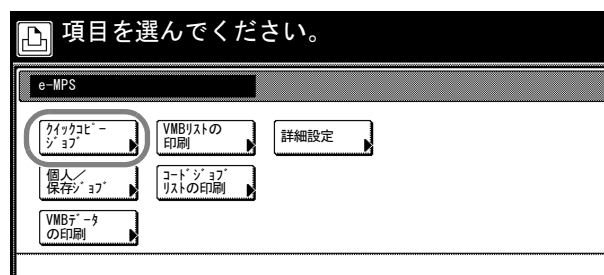 項目を選んでください。
e-MPS
ｸｲｯｸｺﾋﾟｰ
ｼﾞｮﾌﾞ
VMBﾘｽﾄの
印刷
詳細設定
個人／
保存ｼﾞｮﾌﾞ
ｺｰﾄﾞｼﾞｮﾌﾞ
ﾘｽﾄの印刷
VMBﾃﾞｰﾀ
の印刷